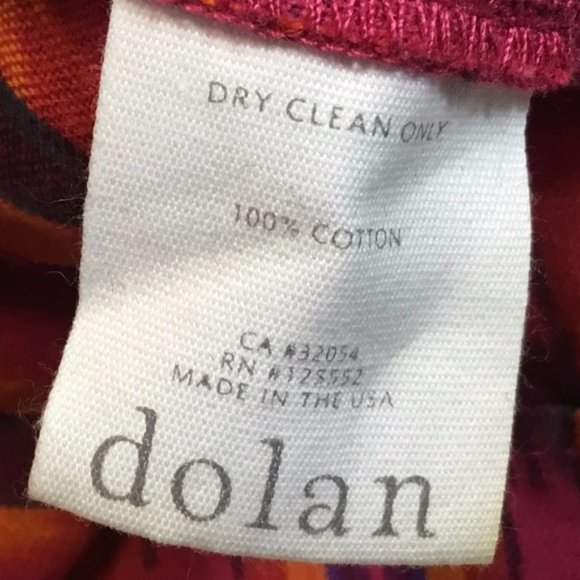 DRY CLEAN ONLY
100% COTTON
CA #32054
RN #125552
MADE IN THE USA
dolan